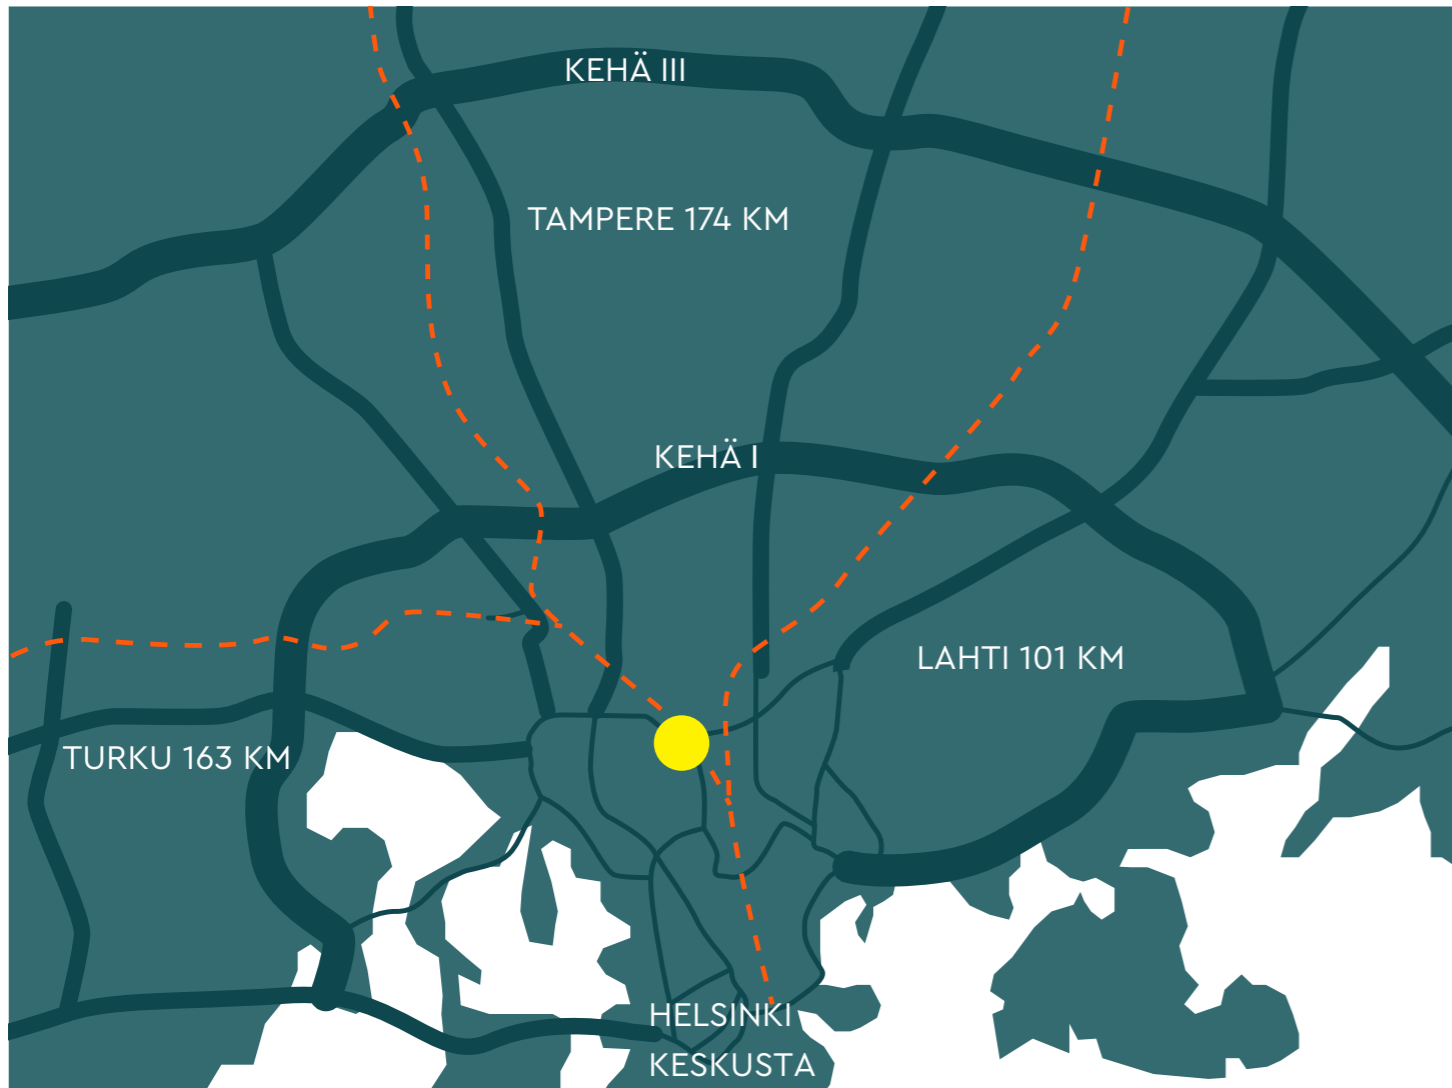 KEHÄ III
TAMPERE 174 KM
KEHÄ I
LAHTI 101 KM
TURKU 163 KM
HELSINKI
KESKUSTA